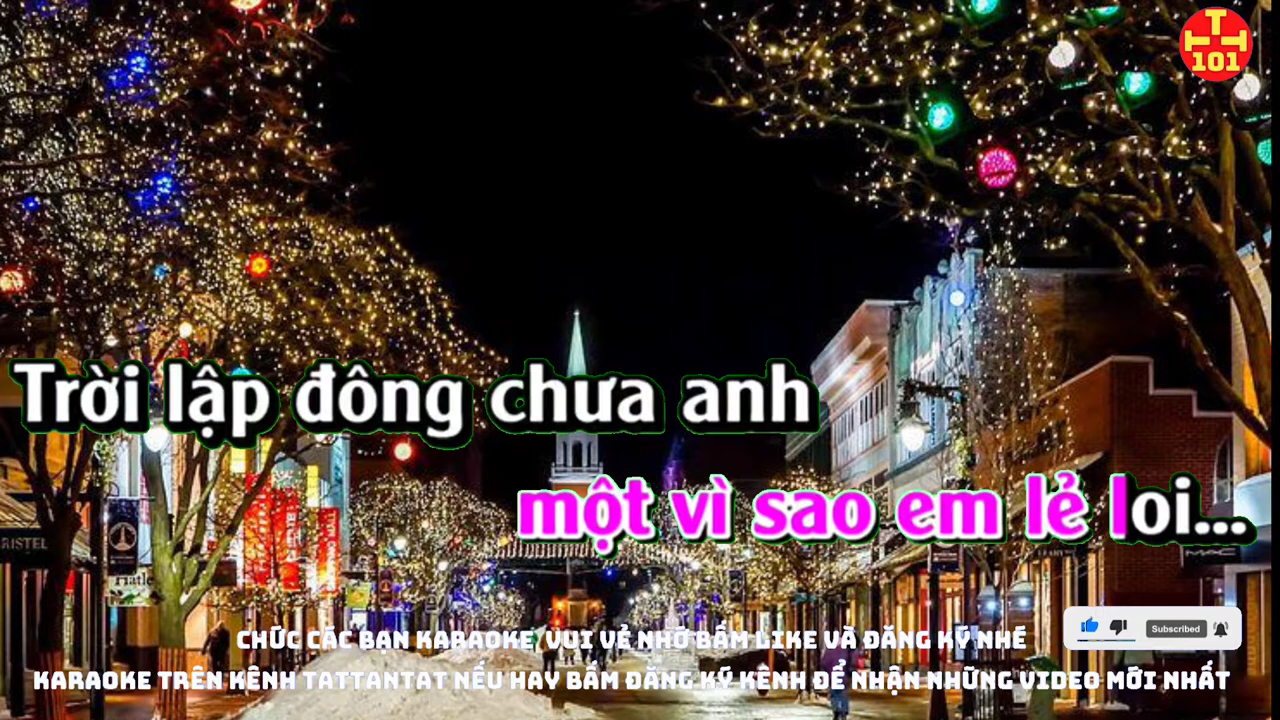 T
101
Trời lập đông chưa anh
một vì sao em lẻ loi...
RISTEL
MAC
Subscribed
CHÚC CÁC BẠN KARAOKE VUI VẺ NHỚ BẤM LIKE VÀ ĐĂNG KÝ NHÉ
KARAOKE TRÊN KÊNH TATTANTAT NẾU HAY BẤM ĐĂNG KÝ KÊNH ĐỂ NHẬN NHỮNG VIDEO MỚI NHẤT